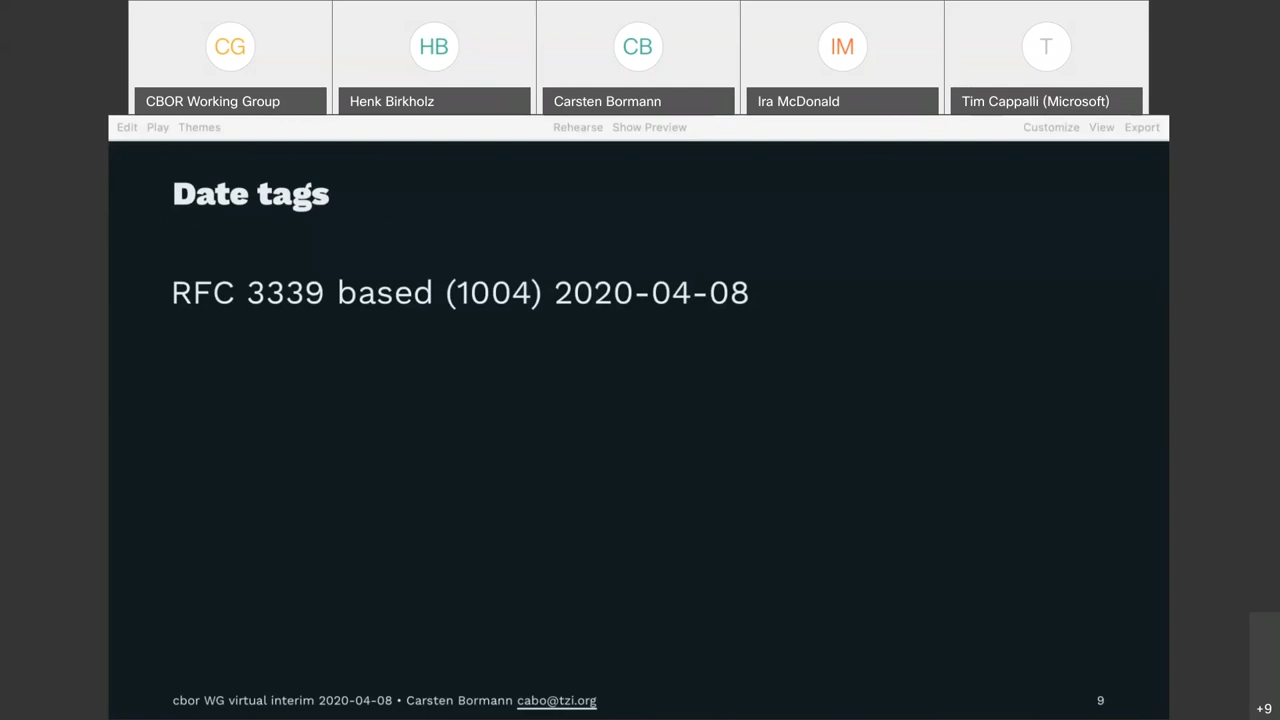 CG HB CB IM T
CBOR Working Group Henk Birkholz Carsten Bormann Ira McDonald Tim Cappalli (Microsoft)
Edit Play Themes Rehearse Show Preview Customize View Export
Date tags
RFC 3339 based (1004) 2020-04-08
cbor WG virtual interim 2020-04-08 • Carsten Bormann cabo@tzi.org 9
+9